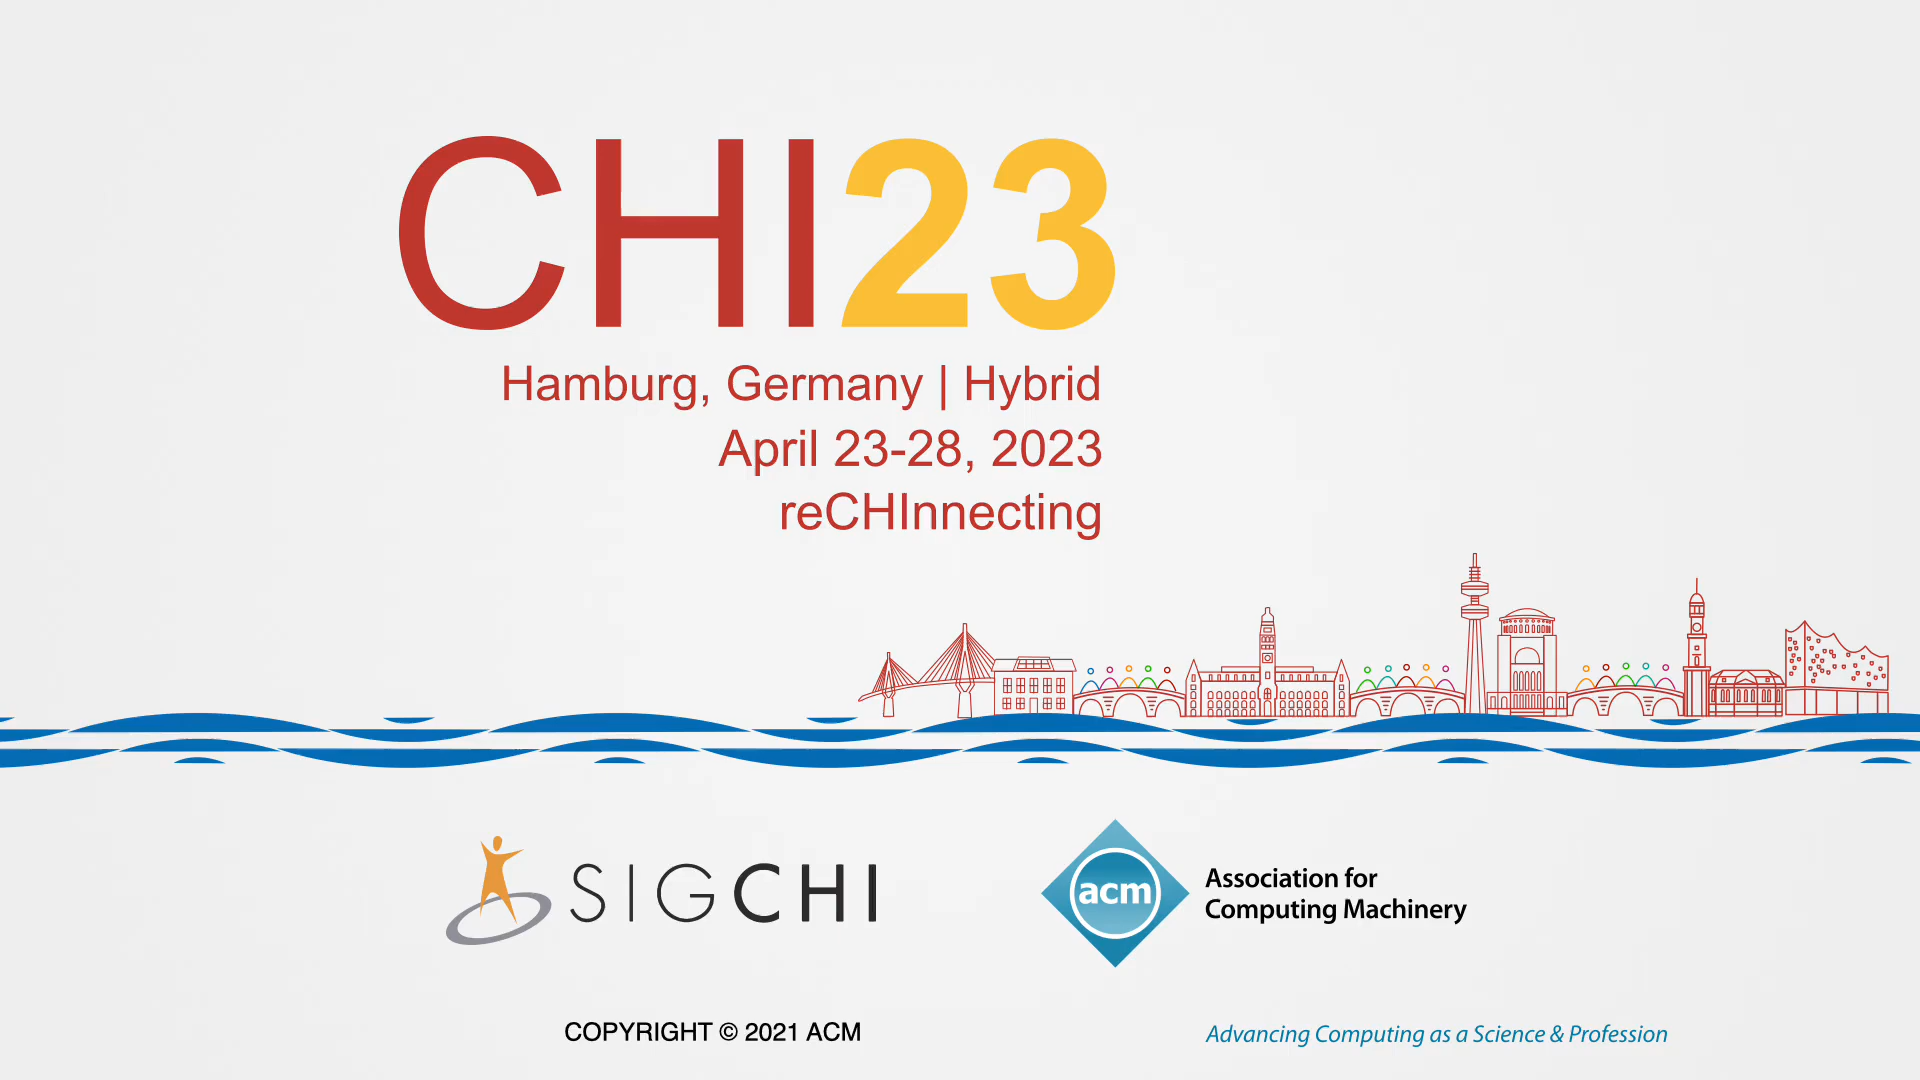 CHI23
Hamburg, Germany | Hybrid
April 23-28, 2023
reCHInnecting
SIGCHI
acm
Association for
Computing Machinery
COPYRIGHT © 2021 ACM
Advancing Computing as a Science & Profession